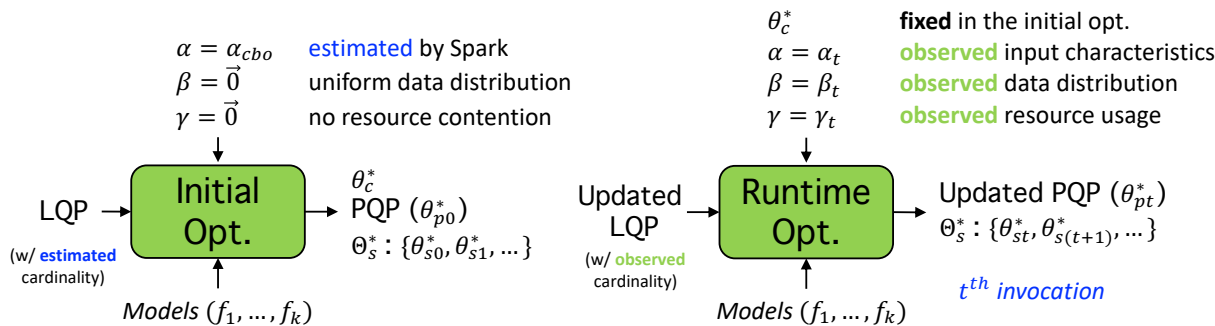 α = α_cbo estimated by Spark
β = 0⃗ uniform data distribution
γ = 0⃗ no resource contention
LQP
(w/ estimated
cardinality)
Initial
Opt.
θ_c^*
PQP (θ_p0^*)
Θ_s^* : {θ_s0^*, θ_s1^*, …}
Models (f_1, …, f_k)
θ_c^* fixed in the initial opt.
α = α_t observed input characteristics
β = β_t observed data distribution
γ = γ_t observed resource usage
Updated
LQP
(w/ observed
cardinality)
Runtime
Opt.
Updated PQP (θ_pt^*)
Θ_s^* : {θ_st^*, θ_s(t+1)^*, …}
t^th invocation
Models (f_1, …, f_k)